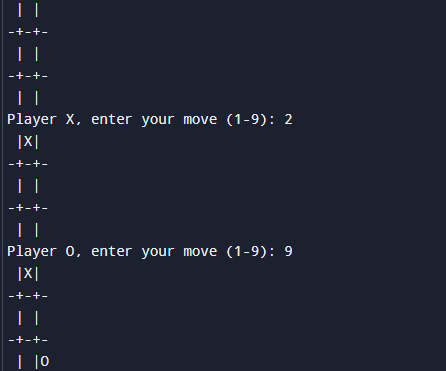 | |
-+-+-
 | |
-+-+-
 | |
Player X, enter your move (1-9): 2
 |X|
-+-+-
 | |
-+-+-
 | |
Player O, enter your move (1-9): 9
 |X|
-+-+-
 | |
-+-+-
 | |O